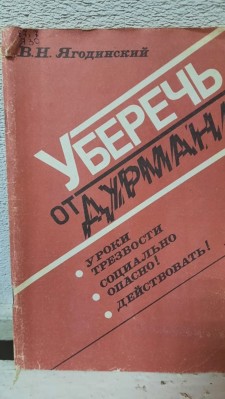 В.Н. Ягодинский
УБЕРЕЧЬ
ОТ ДУРМАНА
• УРОКИ
ТРЕЗВОСТИ
• СОЦИАЛЬНО
ОПАСНО!
• ДЕЙСТВОВАТЬ!